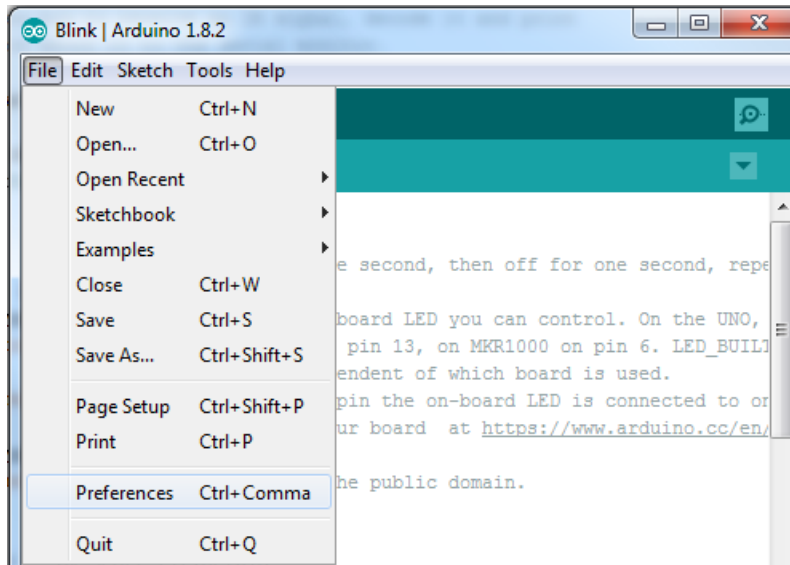 Blink | Arduino 1.8.2
File Edit Sketch Tools Help
New Ctrl+N
Open... Ctrl+O
Open Recent
Sketchbook
Examples
e second, then off for one second, repe
Close Ctrl+W
Save Ctrl+S
board LED you can control. On the UNO,
Save As... Ctrl+Shift+S
pin 13, on MKR1000 on pin 6. LED_BUILT
endent of which board is used.
Page Setup Ctrl+Shift+P
pin the on-board LED is connected to on
Print Ctrl+P
ur board at https://www.arduino.cc/en/
Preferences Ctrl+Comma
he public domain.
Quit Ctrl+Q